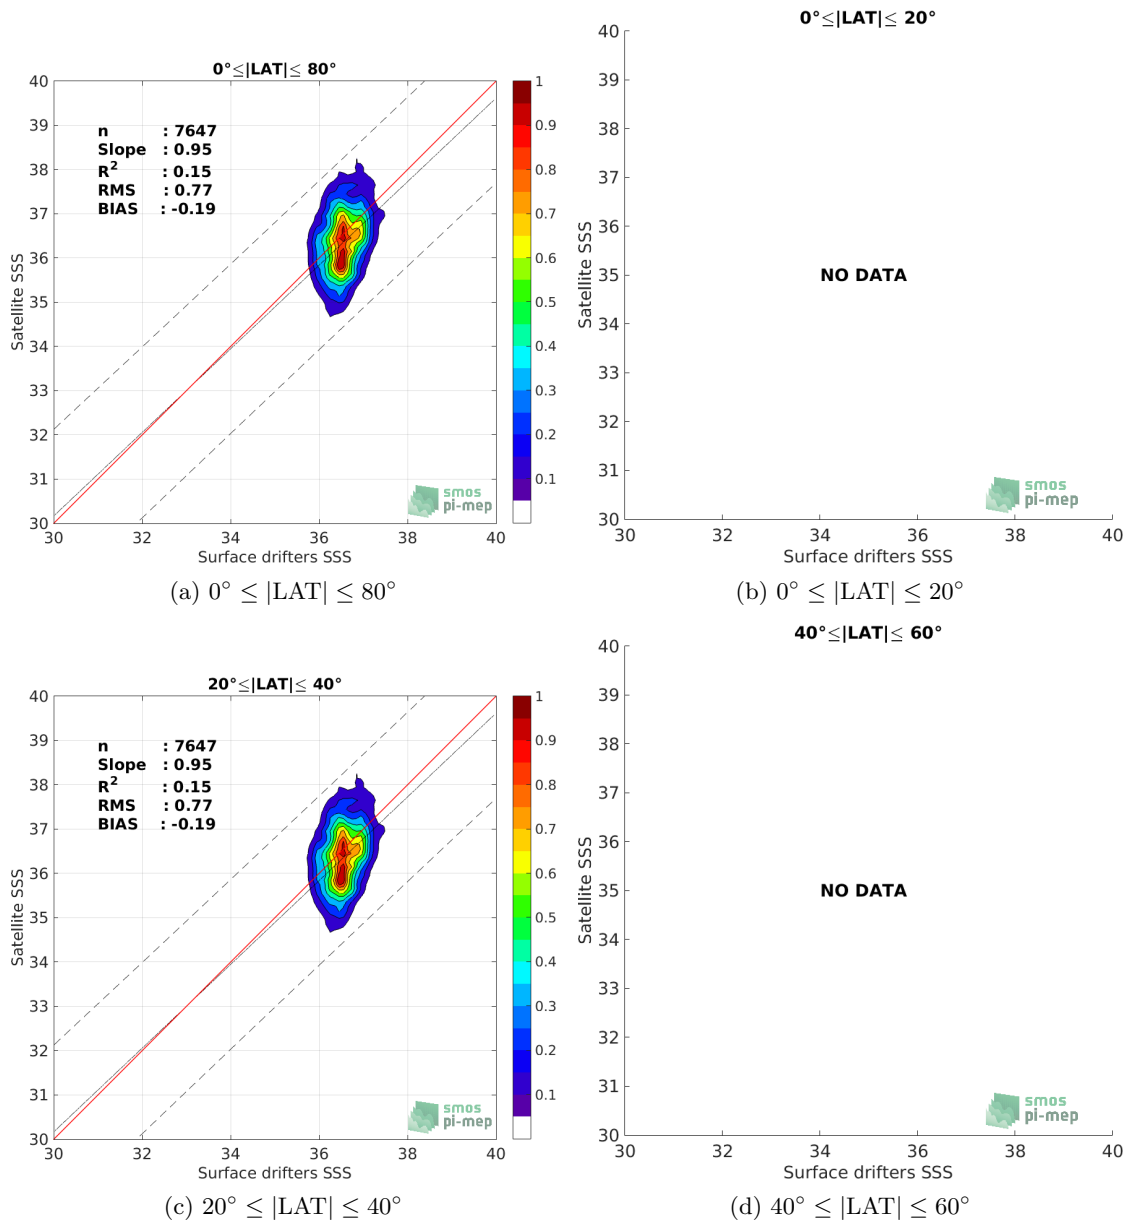 0°≤|LAT|≤ 80°
40
39
38
37
36
35
34
33
32
31
30
Satellite SSS
n : 7647
Slope : 0.95
R2 : 0.15
RMS : 0.77
BIAS : -0.19
smos
pi-mep
30 32 34 36 38 40
Surface drifters SSS
1
0.9
0.8
0.7
0.6
0.5
0.4
0.3
0.2
0.1
(a) 0° ≤ |LAT| ≤ 80°
0°≤|LAT|≤ 20°
40
39
38
37
36
35
34
33
32
31
30
Satellite SSS
NO DATA
smos
pi-mep
30 32 34 36 38 40
Surface drifters SSS
(b) 0° ≤ |LAT| ≤ 20°
20°≤|LAT|≤ 40°
40
39
38
37
36
35
34
33
32
31
30
Satellite SSS
n : 7647
Slope : 0.95
R2 : 0.15
RMS : 0.77
BIAS : -0.19
smos
pi-mep
30 32 34 36 38 40
Surface drifters SSS
1
0.9
0.8
0.7
0.6
0.5
0.4
0.3
0.2
0.1
(c) 20° ≤ |LAT| ≤ 40°
40°≤|LAT|≤ 60°
40
39
38
37
36
35
34
33
32
31
30
Satellite SSS
NO DATA
smos
pi-mep
30 32 34 36 38 40
Surface drifters SSS
(d) 40° ≤ |LAT| ≤ 60°